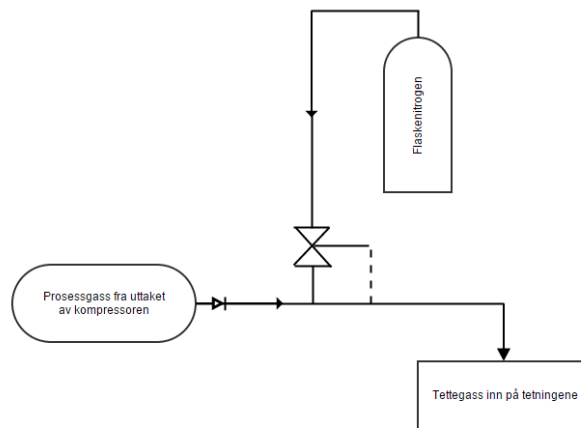 Flaskenitrogen
Prosessgass fra uttaket
av kompressoren
Tettegass inn på tetningene